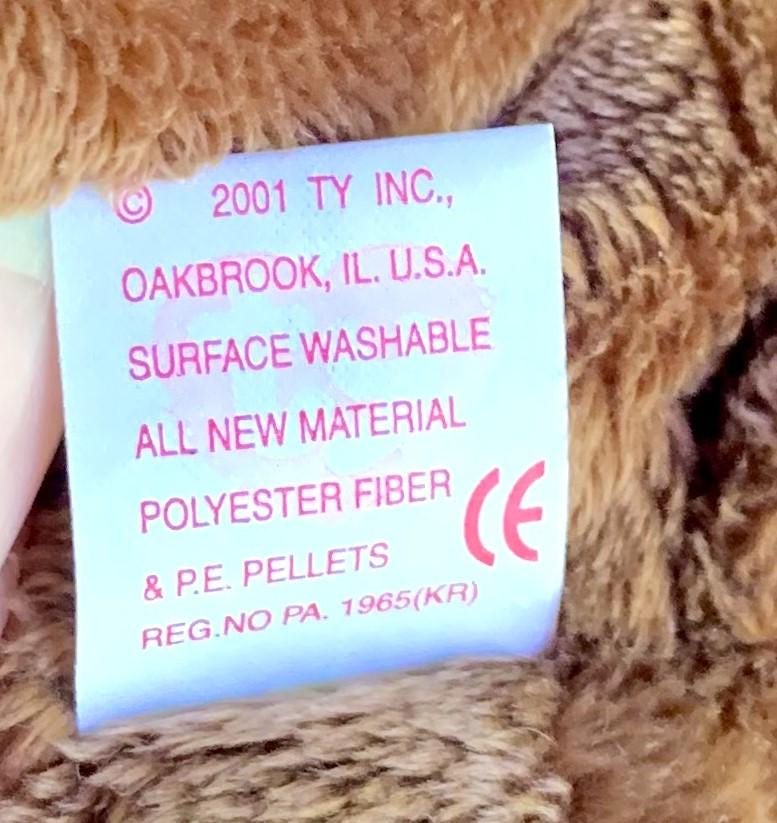 © 2001 TY INC.,
OAKBROOK, IL. U.S.A.
SURFACE WASHABLE
ALL NEW MATERIAL
POLYESTER FIBER
& P.E. PELLETS CE
REG.NO PA. 1965(KR)